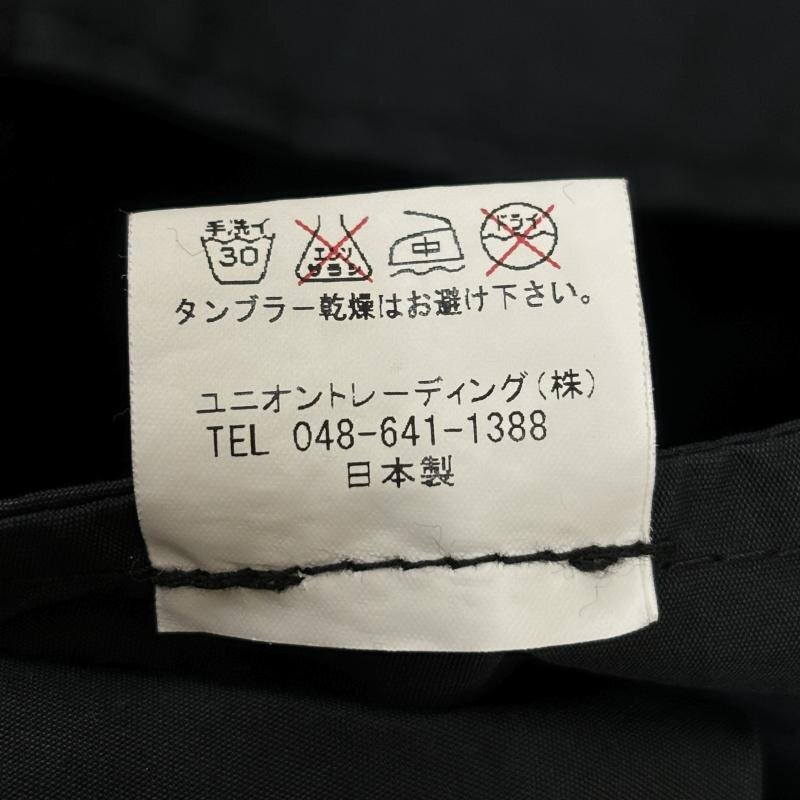 手洗イ エンソ ドライ
30 サラシ 中
タンブラー乾燥はお避け下さい。
ユニオントレーディング(株)
TEL 048-641-1388
日本製